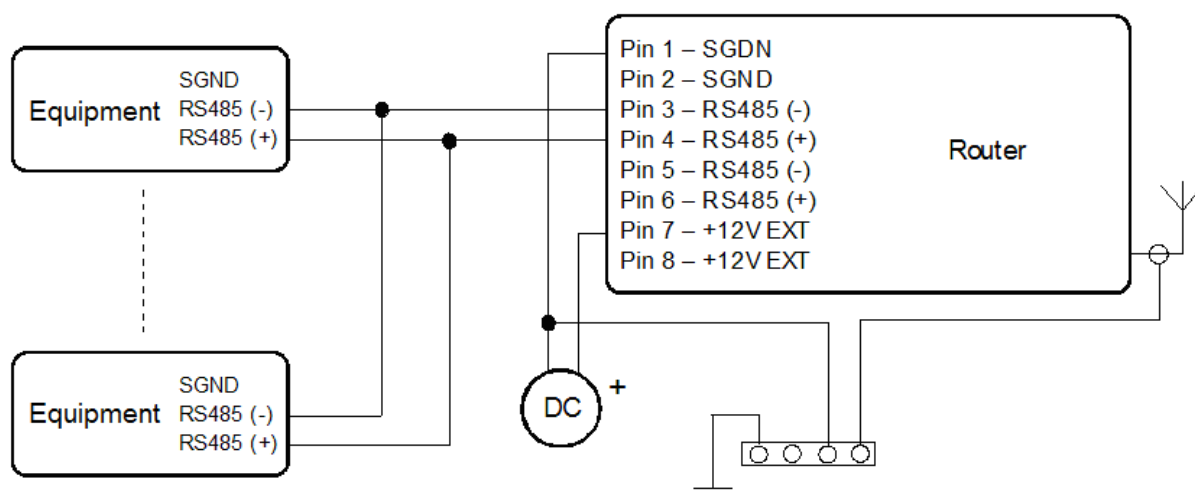 SGND
Equipment
RS485 (-)
RS485 (+)
Pin 1 – SGDN
Pin 2 – SGND
Pin 3 – RS485 (-)
Pin 4 – RS485 (+)
Pin 5 – RS485 (-)
Pin 6 – RS485 (+)
Pin 7 – +12V EXT
Pin 8 – +12V EXT
Router
SGND
Equipment
RS485 (-)
RS485 (+)
DC
+